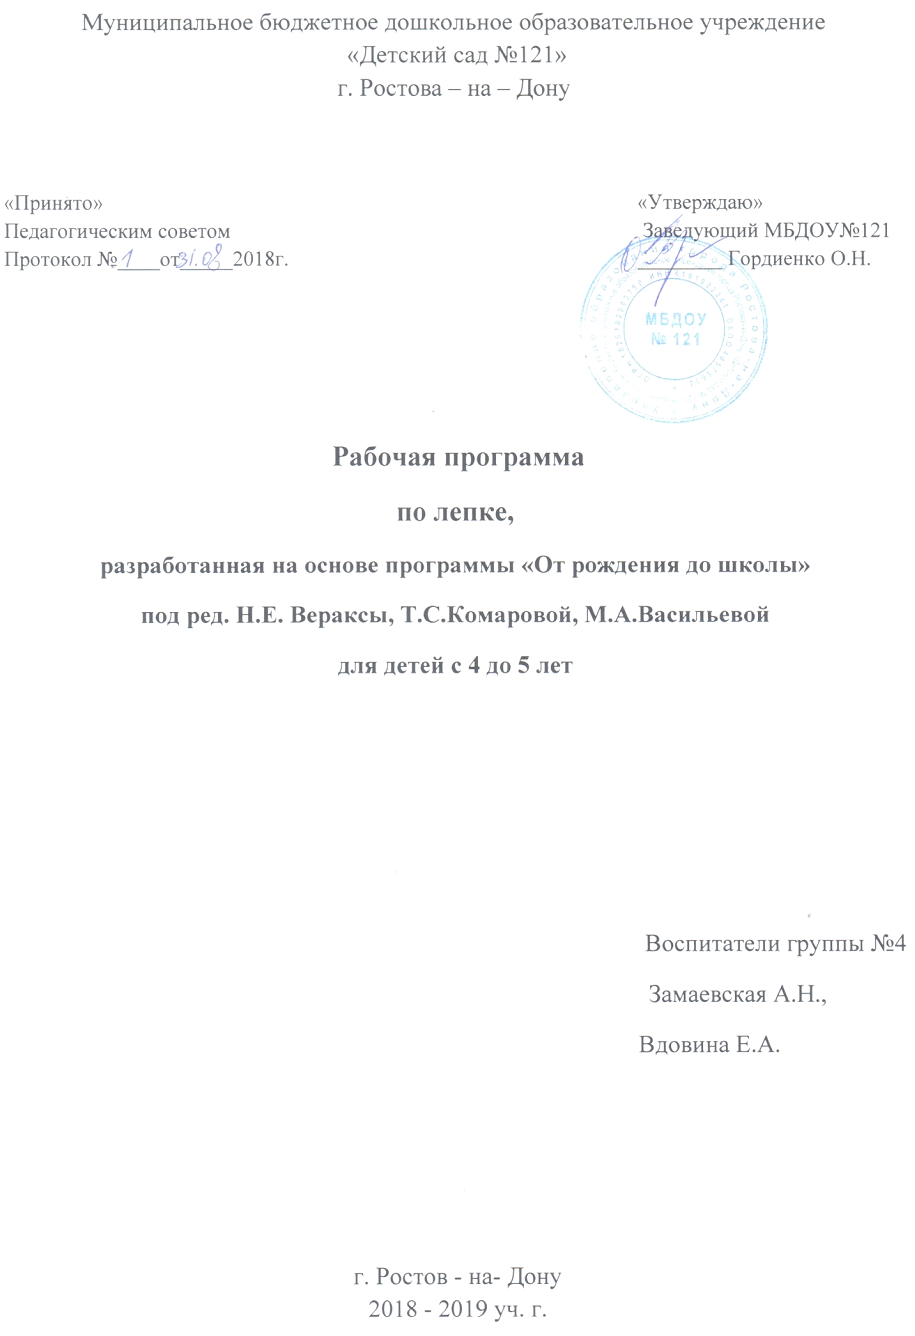 Муниципальное бюджетное дошкольное образовательное учреждение
«Детский сад №121»
г. Ростова – на – Дону
«Принято»
Педагогическим советом
Протокол № 1 от 31.08 2018г.
«Утверждаю»
Заведующий МБДОУ№121
Гордиенко О.Н.
МБДОУ
№ 121
Рабочая программа
по лепке,
разработанная на основе программы «От рождения до школы»
под ред. Н.Е. Вераксы, Т.С.Комаровой, М.А.Васильевой
для детей с 4 до 5 лет
Воспитатели группы №4
Замаевская А.Н.,
Вдовина Е.А.
г. Ростов - на- Дону
2018 - 2019 уч. г.